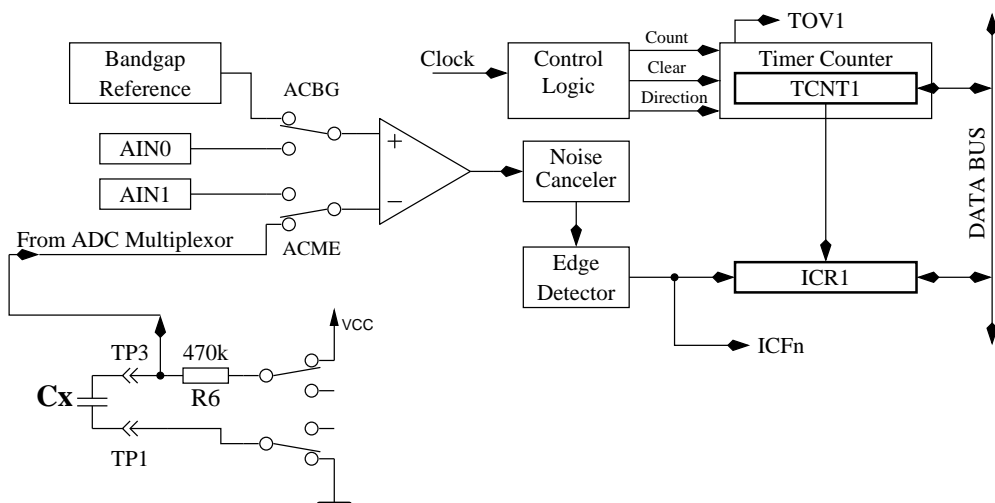 TOV1
Bandgap
Reference
ACBG
Clock
Control
Logic
Count
Clear
Direction
Timer Counter
TCNT1
AIN0
AIN1
+
−
Noise
Canceler
DATA BUS
From ADC Multiplexor
ACME
Edge
Detector
ICR1
ICFn
VCC
TP3
470k
R6
Cx
TP1